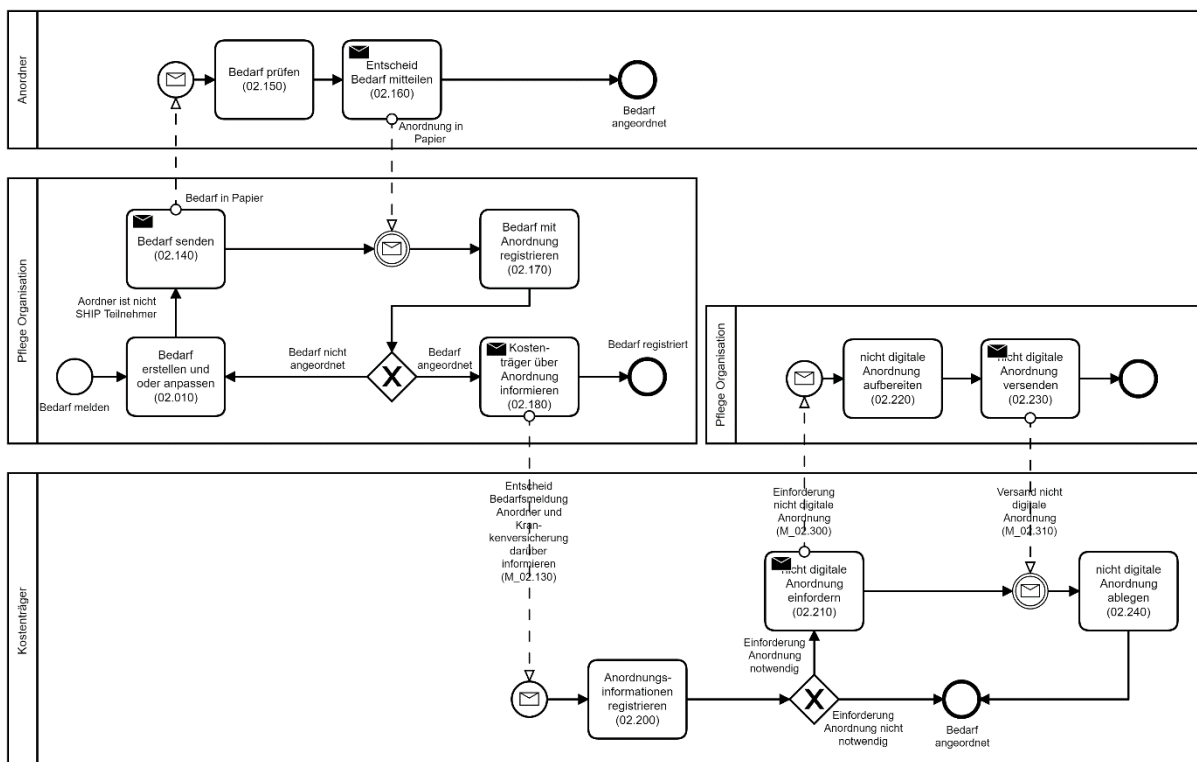 Anordner
Bedarf prüfen
(02.150)
Entscheid
Bedarf mitteilen
(02.160)
Bedarf
angeordnet
Anordnung in
Papier
Pflege Organisation
Bedarf in Papier
Bedarf senden
(02.140)
Bedarf mit
Anordnung
registrieren
(02.170)
Aordner ist nicht
SHIP Teilnehmer
Bedarf melden
Bedarf
erstellen und
oder anpassen
(02.010)
Bedarf nicht
angeordnet
X
Bedarf
angeordnet
Kosten-
träger über
Anordnung
informieren
(02.180)
Bedarf registriert
Pflege Organisation
nicht digitale
Anordnung
aufbereiten
(02.220)
nicht digitale
Anordnung
versenden
(02.230)
Kostenträger
Entscheid
Bedarfsmeldung
Anordner und
Kran-
kenversicherung
darüber
informieren
(M_02.130)
Einforderung
nicht digitale
Anordnung
(M_02.300)
Versand nicht
digitale
Anordnung
(M_02.310)
nicht digitale
Anordnung
einfordern
(02.210)
nicht digitale
Anordnung
ablegen
(02.240)
Einforderung
Anordnung
notwendig
Anordnungs-
informationen
registrieren
(02.200)
X
Einforderung
Anordnung nicht
notwendig
Bedarf
angeordnet